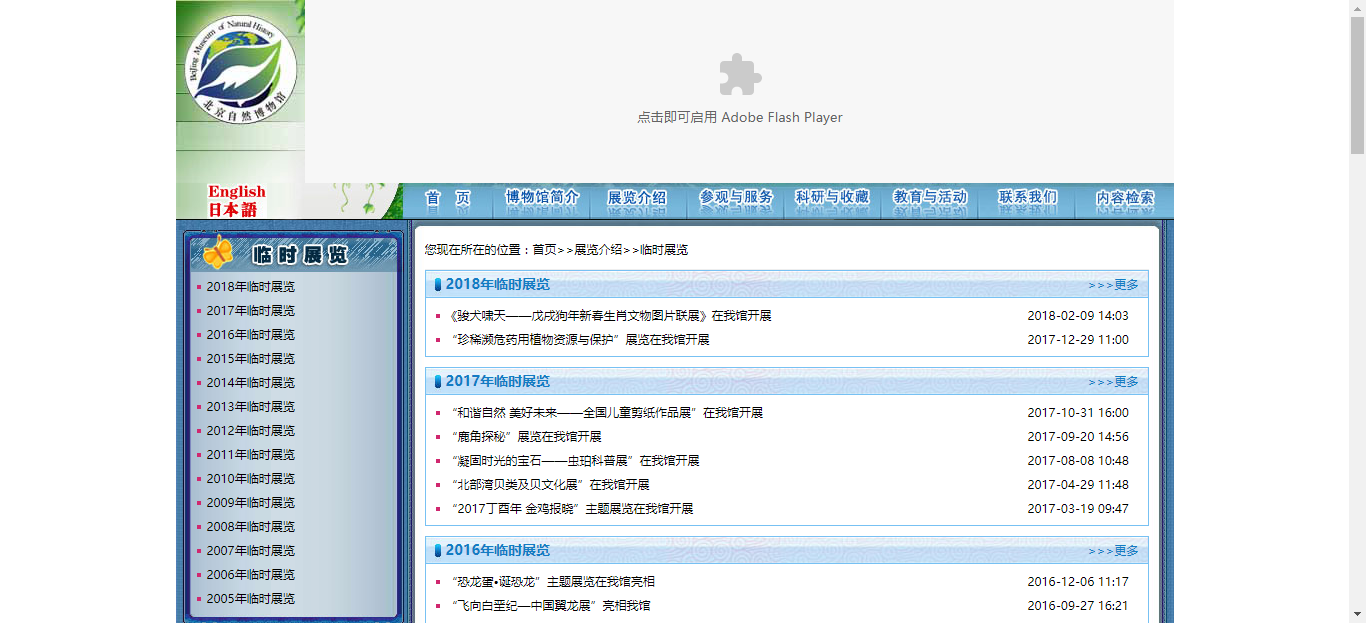 Beijing Museum of Natural History
北京自然博物馆
点击即可启用 Adobe Flash Player
English
日本語
首 页 博物馆简介 展览介绍 参观与服务 科研与收藏 教育与活动 联系我们 内容检索
临时展览
2018年临时展览
2017年临时展览
2016年临时展览
2015年临时展览
2014年临时展览
2013年临时展览
2012年临时展览
2011年临时展览
2010年临时展览
2009年临时展览
2008年临时展览
2007年临时展览
2006年临时展览
2005年临时展览
您现在所在的位置：首页>>展览介绍>>临时展览
2018年临时展览 >>>更多
《骏犬啸天——戊戌狗年新春生肖文物图片联展》在我馆开展 2018-02-09 14:03
“珍稀濒危药用植物资源与保护”展览在我馆开展 2017-12-29 11:00
2017年临时展览 >>>更多
“和谐自然 美好未来——全国儿童剪纸作品展”在我馆开展 2017-10-31 16:00
“鹿角探秘”展览在我馆开展 2017-09-20 14:56
“凝固时光的宝石——虫珀科普展”在我馆开展 2017-08-08 10:48
“北部湾贝类及贝文化展”在我馆开展 2017-04-29 11:48
“2017丁酉年 金鸡报晓”主题展览在我馆开展 2017-03-19 09:47
2016年临时展览 >>>更多
“恐龙蛋•诞恐龙”主题展览在我馆亮相 2016-12-06 11:17
“飞向白垩纪—中国翼龙展”亮相我馆 2016-09-27 16:21